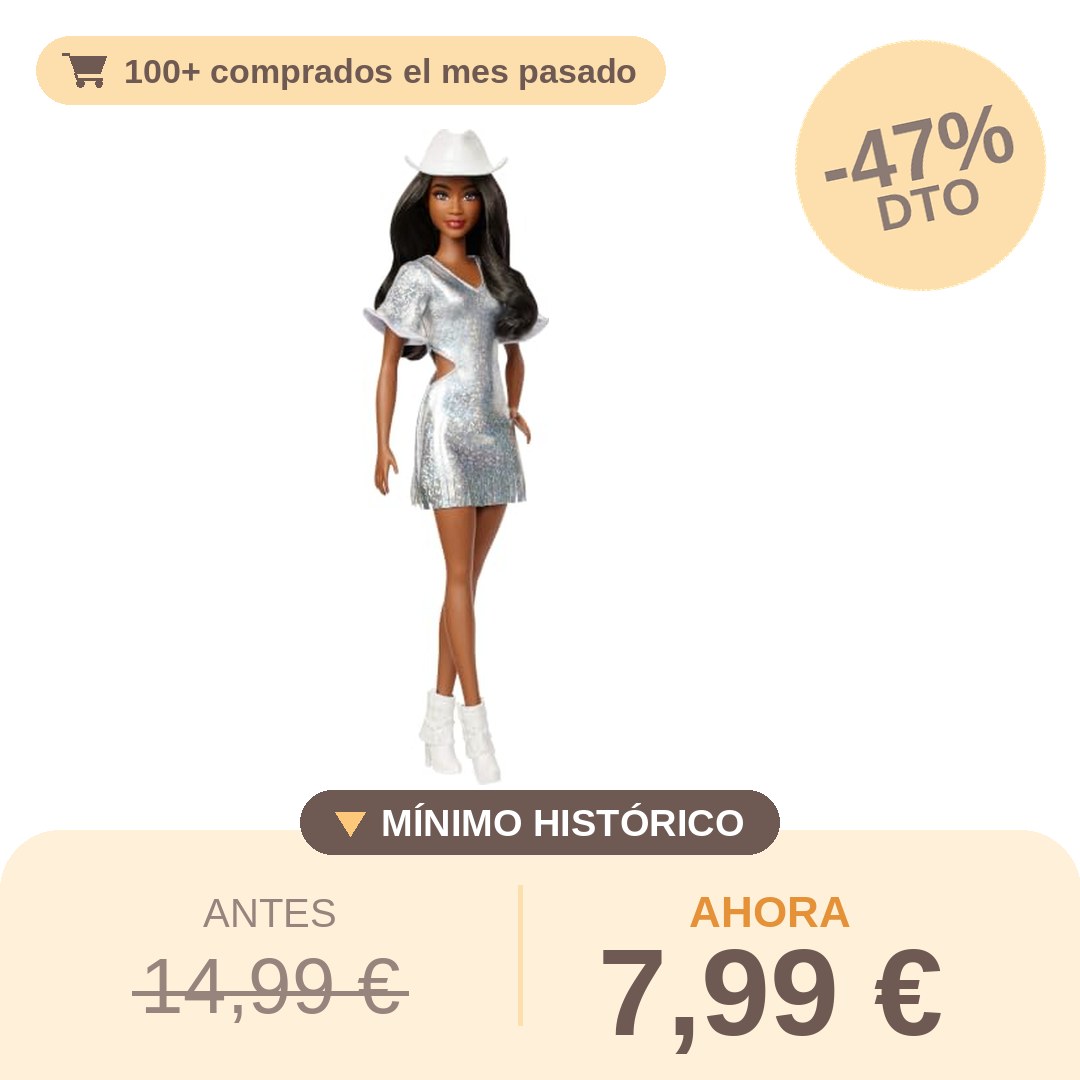 100+ comprados el mes pasado
-47%
DTO
MÍNIMO HISTÓRICO
ANTES
14,99 €
AHORA
7,99 €